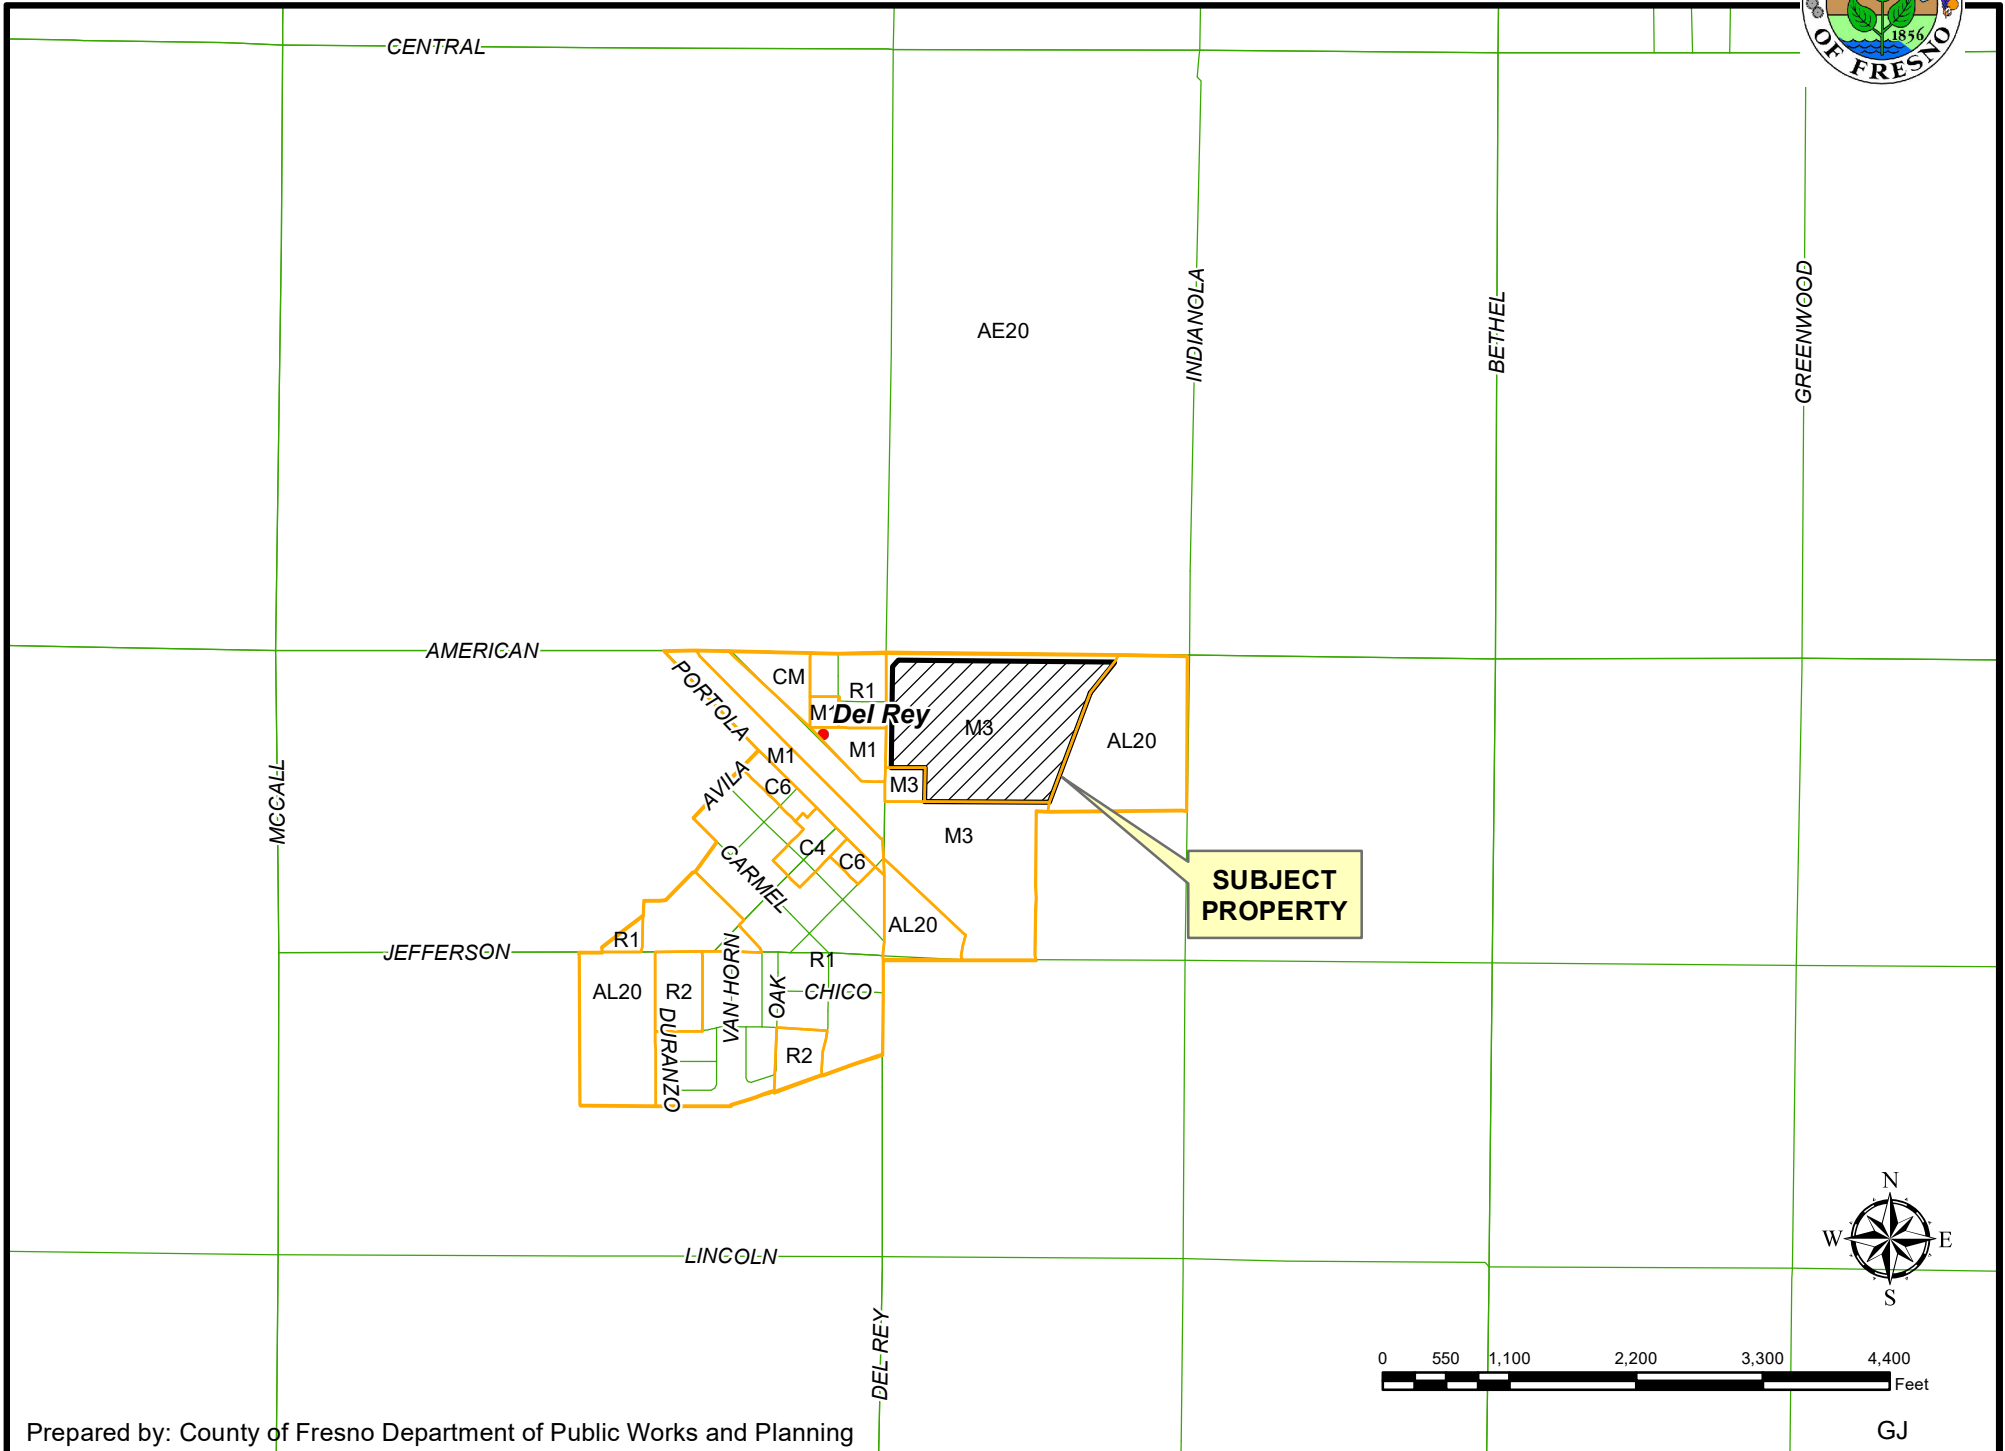 1856
OF FRESNO
CENTRAL
INDIANOLA
BETHEL
GREENWOOD
AE20
AMERICAN
PORTOLA
CM
R1
M1
Del Rey
M3
AL20
M1
M1
M3
MCCALL
AVILA
C6
M3
C4
C6
CARMEL
SUBJECT
PROPERTY
AL20
R1
JEFFERSON
VAN HORN
R1
AL20
R2
OAK
CHICO
DURANZO
R2
N
W
E
S
LINCOLN
DEL REY
0 550 1,100 2,200 3,300 4,400
Feet
Prepared by: County of Fresno Department of Public Works and Planning
GJ